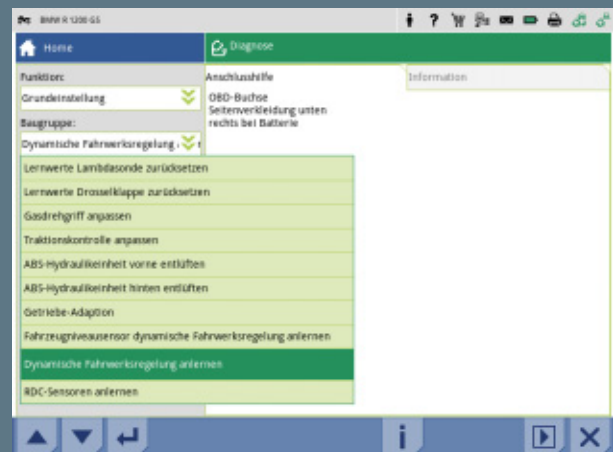 BMW R 1200 GS
Home
Diagnose
Funktion:
Grundeinstellung
Baugruppe:
Dynamische Fahrwerksregelung
Anschlusshilfe
OBD-Buchse
Seitenverkleidung unten
rechts bei Batterie
Information
Lernwerte Lambdasonde zurücksetzen
Lernwerte Drosselklappe zurücksetzen
Gasdrehgriff anpassen
Traktionskontrolle anpassen
ABS-Hydraulikeinheit vorne entlüften
ABS-Hydraulikeinheit hinten entlüften
Getriebe-Adaption
Fahrzeugniveausensor dynamische Fahrwerksregelung anlernen
Dynamische Fahrwerksregelung anlernen
RDC-Sensoren anlernen